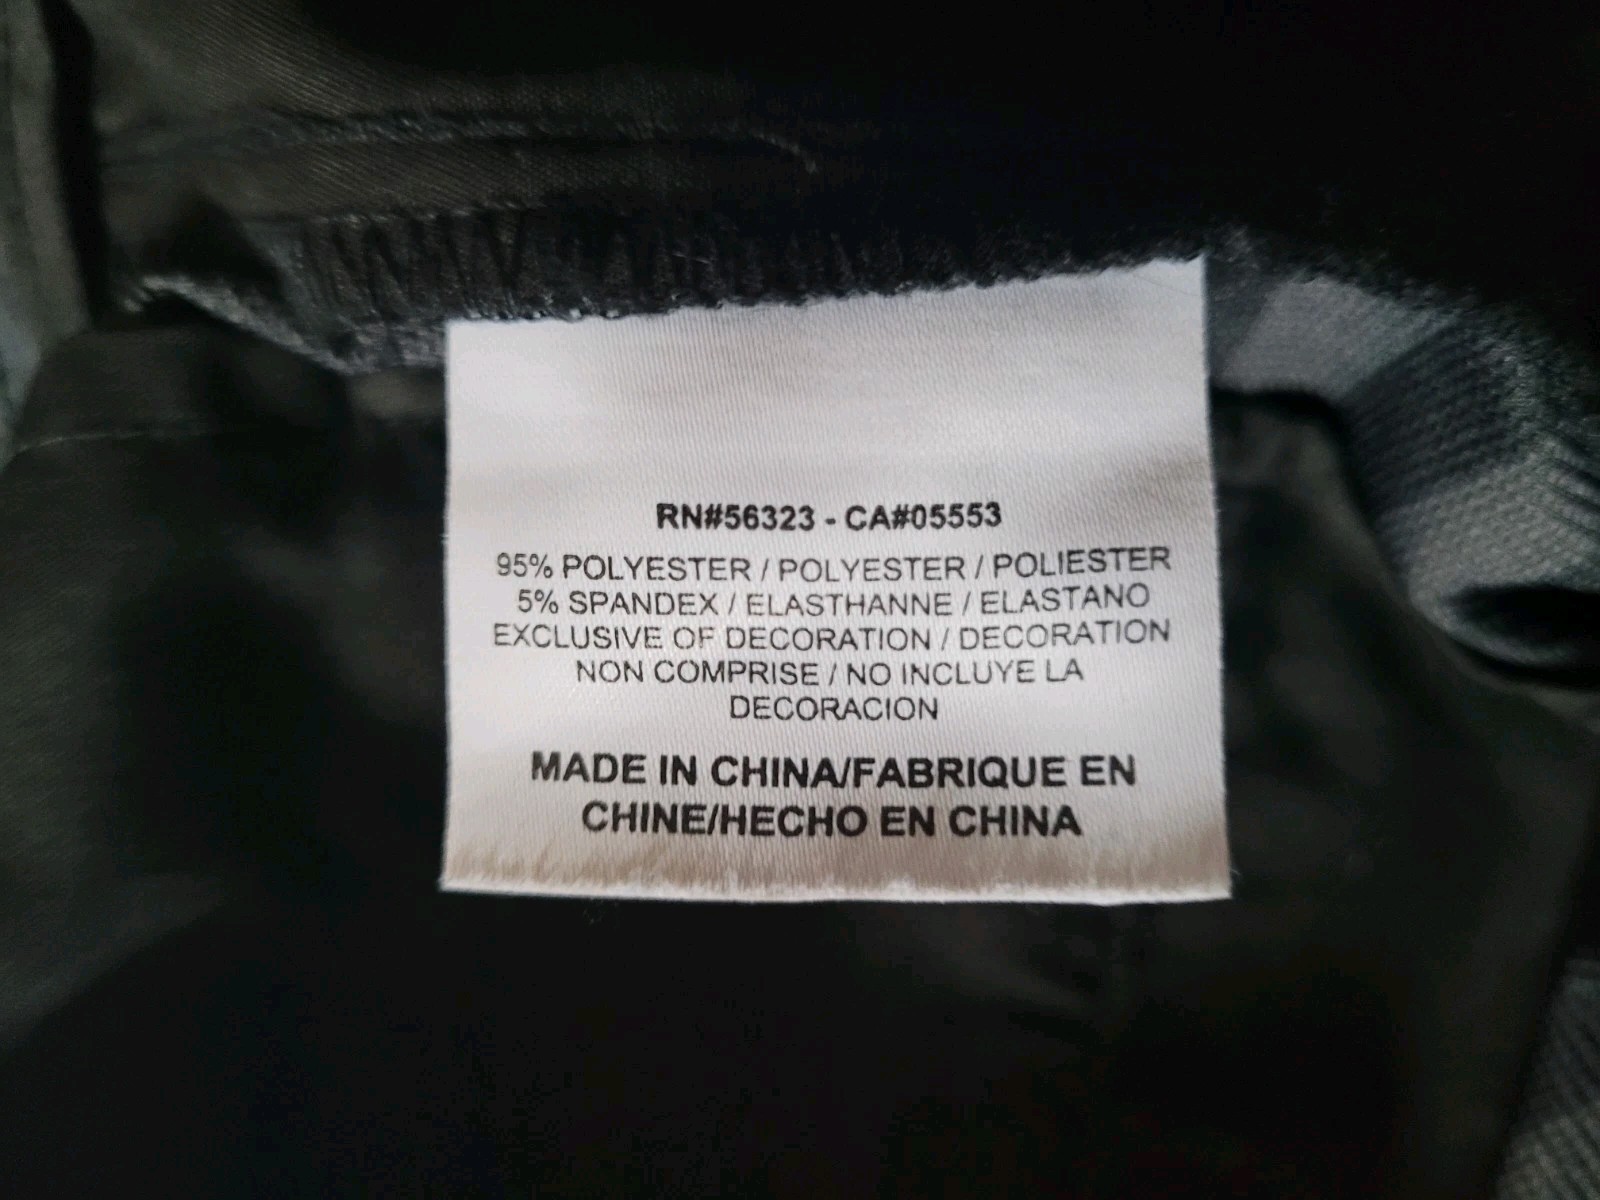 RN#56323 - CA#05553
95% POLYESTER / POLYESTER / POLIESTER
5% SPANDEX / ELASTHANNE / ELASTANO
EXCLUSIVE OF DECORATION / DECORATION
NON COMPRISE / NO INCLUYE LA
DECORACION
MADE IN CHINA/FABRIQUE EN
CHINE/HECHO EN CHINA